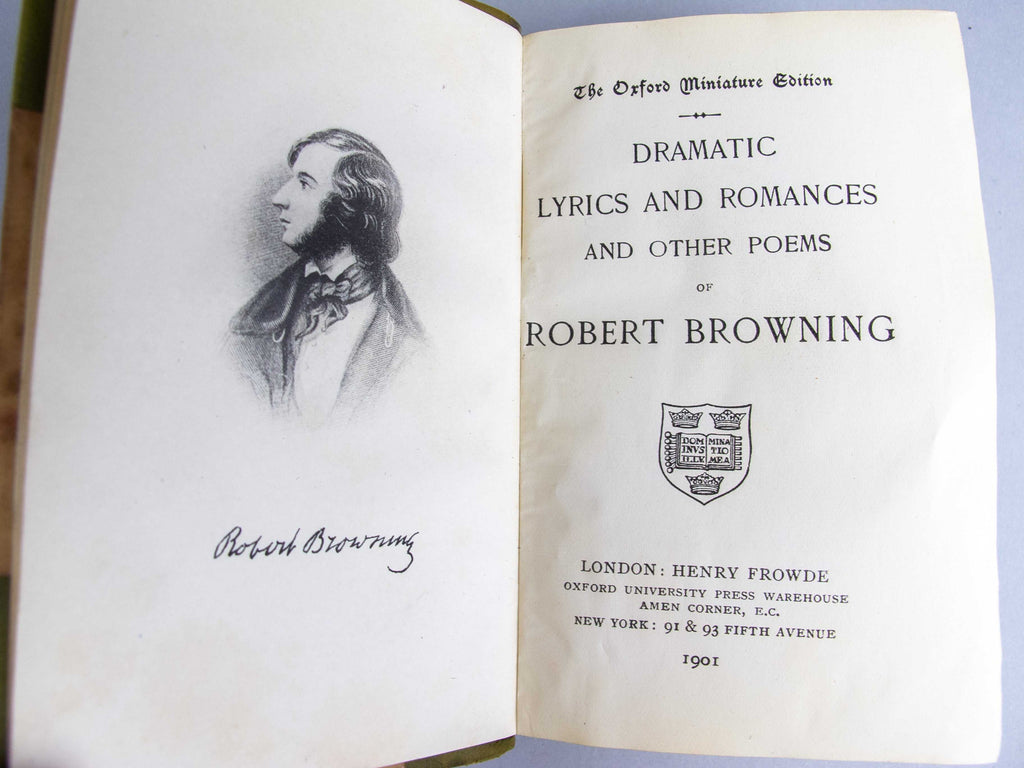 Robert Browning
The Oxford Miniature Edition
DRAMATIC
LYRICS AND ROMANCES
AND OTHER POEMS
OF
ROBERT BROWNING
DOM MINA
INVS TIO
ILLV MEA
LONDON: HENRY FROWDE
OXFORD UNIVERSITY PRESS WAREHOUSE
AMEN CORNER, E.C.
NEW YORK: 91 & 93 FIFTH AVENUE
1901